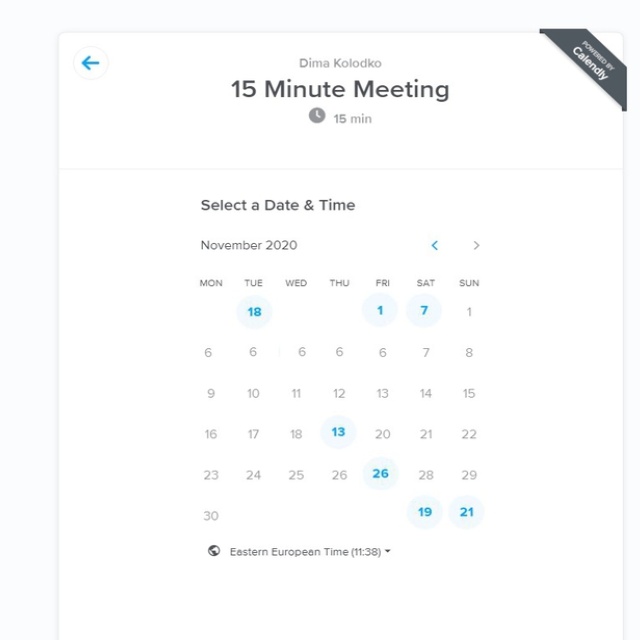 POWERED BY
Calendly
Dima Kolodko
15 Minute Meeting
15 min
Select a Date & Time
November 2020
MON TUE WED THU FRI SAT SUN
18 1 7 1
6 6 6 6 6 7 8
9 10 11 12 13 14 15
16 17 18 13 20 21 22
23 24 25 26 26 28 29
30 19 21
Eastern European Time (11:38)